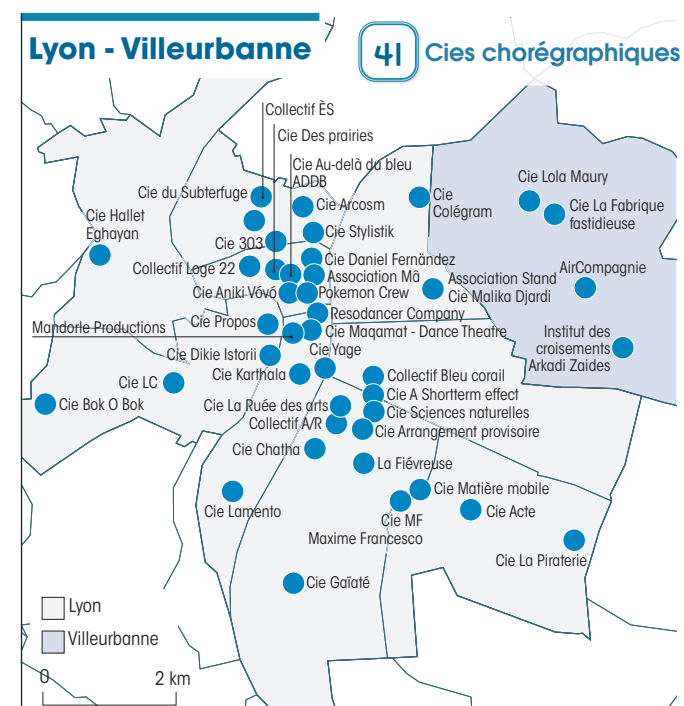 Lyon - Villeurbanne
41 Cies chorégraphiques
Collectif ÈS
Cie Des prairies
Cie Au-delà du bleu
ADDB
Cie du Subterfuge
Cie Arcosm
Cie
Colégram
Cie Lola Maury
Cie La Fabrique
fastidieuse
Cie Hallet
Eghayan
Cie 303
Cie Stylistik
Collectif Loge 22
Cie Daniel Fernàndez
Association Mâ
Association Stand
Cie Malika Djardi
AirCompagnie
Cie Aniki Vóvó
Pokemon Crew
Resodancer Company
Mandorle Productions
Cie Propos
Cie Maqamat - Dance Theatre
Institut des
croisements
Arkadi Zaides
Cie Dikie Istorii
Cie Yage
Cie LC
Cie Karthala
Collectif Bleu corail
Cie A Shortterm effect
Cie Bok O Bok
Cie La Ruée des arts
Cie Sciences naturelles
Collectif A/R
Cie Arrangement provisoire
Cie Chatha
La Fiévreuse
Cie Lamento
Cie Matière mobile
Cie MF
Maxime Francesco
Cie Acte
Cie La Piraterie
Cie Gaïaté
Lyon
Villeurbanne
0 2 km